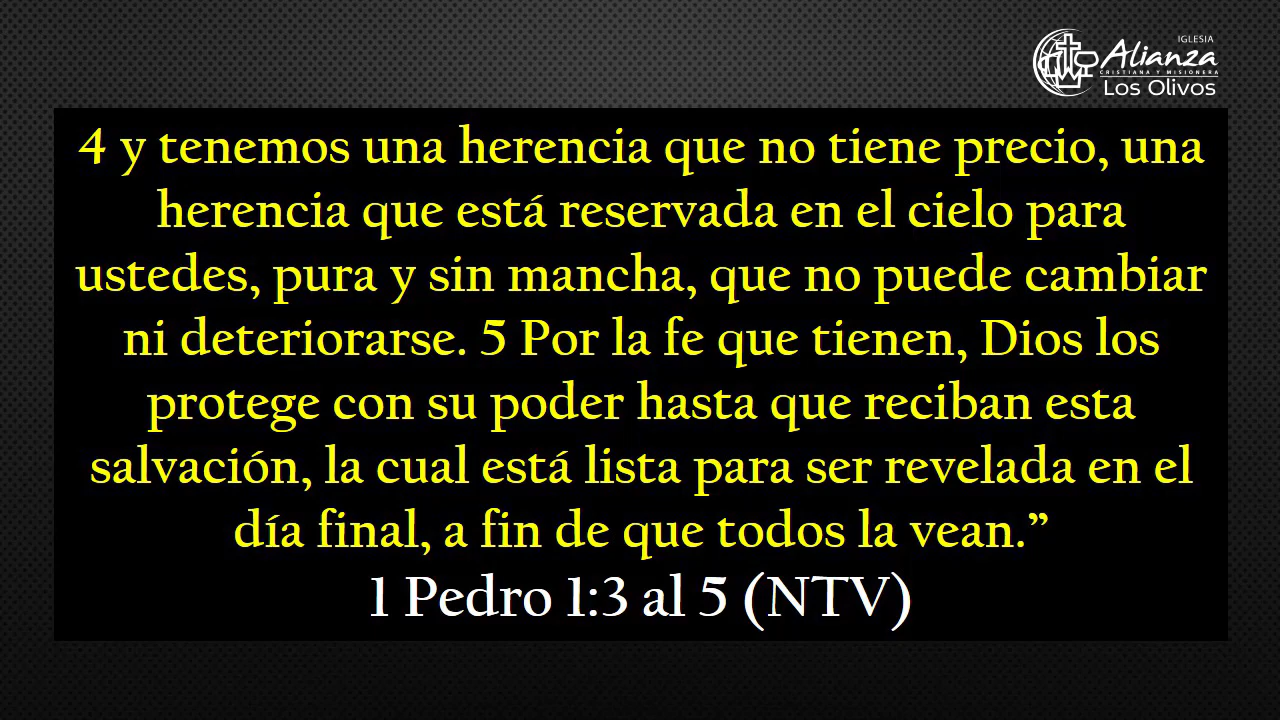 IGLESIA
Alianza
CRISTIANA Y MISIONERA
Los Olivos
4 y tenemos una herencia que no tiene precio, una
herencia que está reservada en el cielo para
ustedes, pura y sin mancha, que no puede cambiar
ni deteriorarse. 5 Por la fe que tienen, Dios los
protege con su poder hasta que reciban esta
salvación, la cual está lista para ser revelada en el
día final, a fin de que todos la vean.”
1 Pedro 1:3 al 5 (NTV)